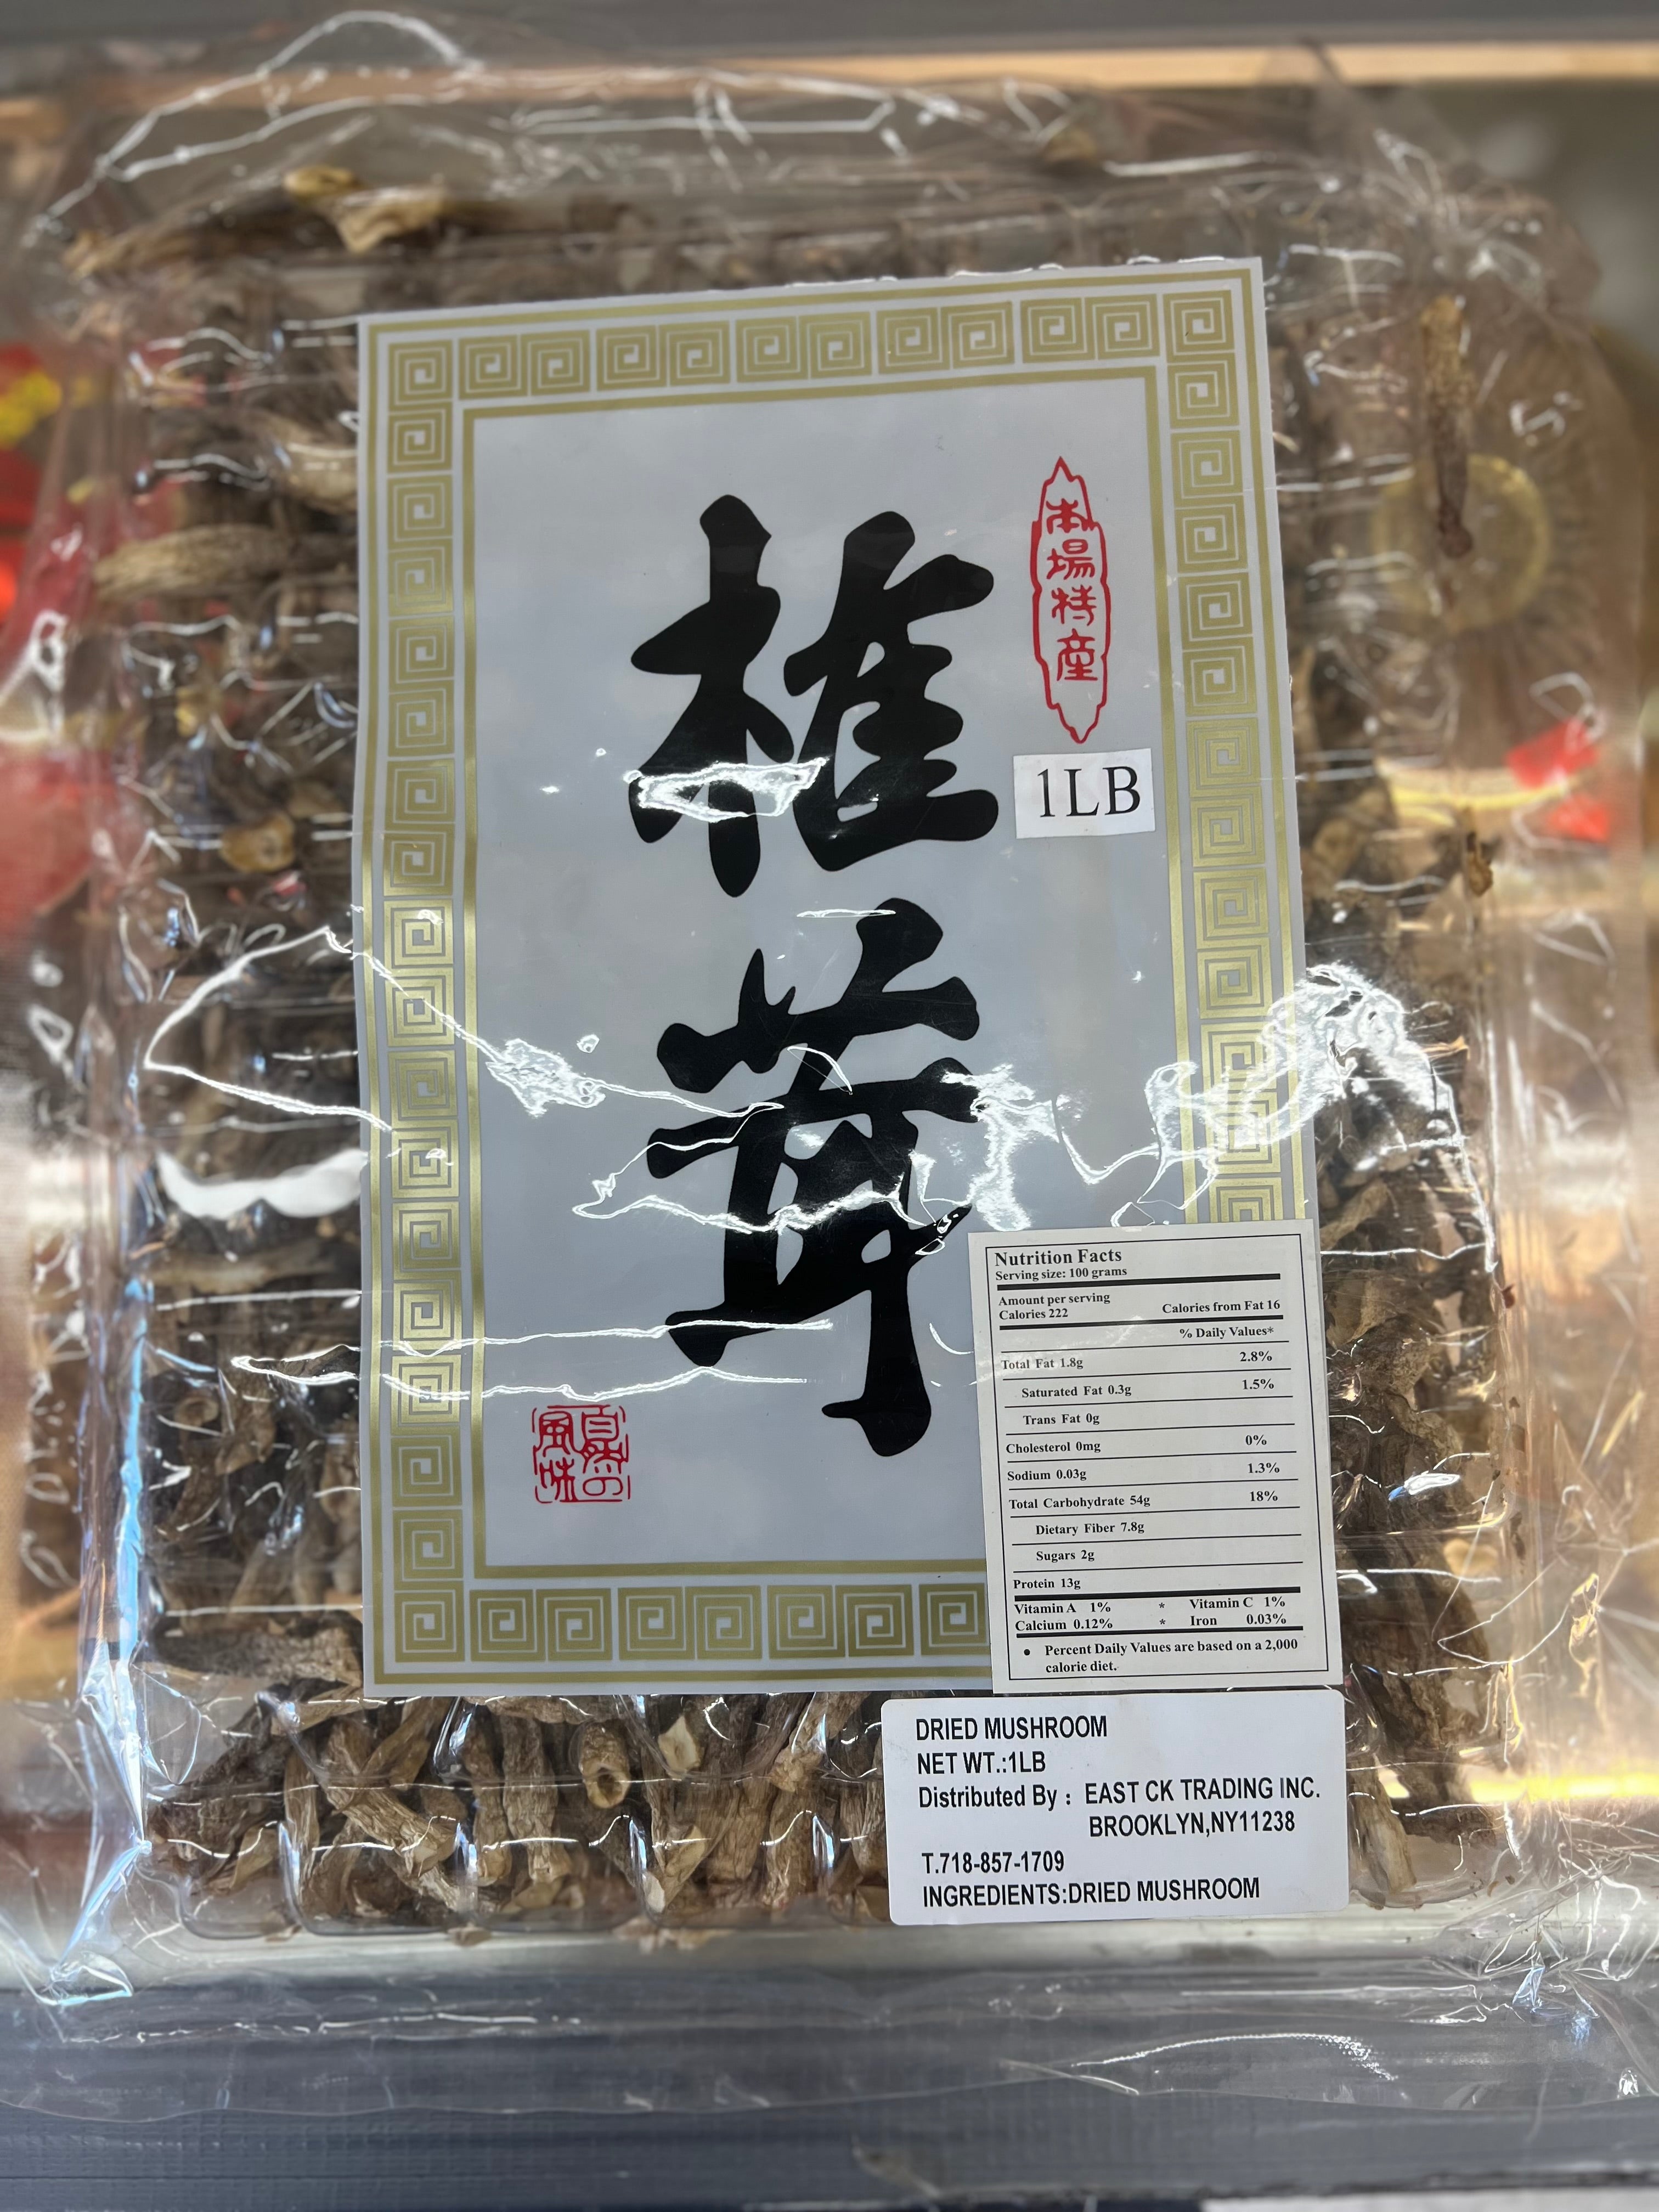 椎茸
本場特産
1LB
自然の
風味
Nutrition Facts
Serving size: 100 grams
Amount per serving
Calories 222 Calories from Fat 16
% Daily Values*
Total Fat 1.8g 2.8%
Saturated Fat 0.3g 1.5%
Trans Fat 0g
Cholesterol 0mg 0%
Sodium 0.03g 1.3%
Total Carbohydrate 54g 18%
Dietary Fiber 7.8g
Sugars 2g
Protein 13g
Vitamin A 1% * Vitamin C 1%
Calcium 0.12% * Iron 0.03%
• Percent Daily Values are based on a 2,000
calorie diet.
DRIED MUSHROOM
NET WT.:1LB
Distributed By : EAST CK TRADING INC.
BROOKLYN,NY11238
T.718-857-1709
INGREDIENTS:DRIED MUSHROOM